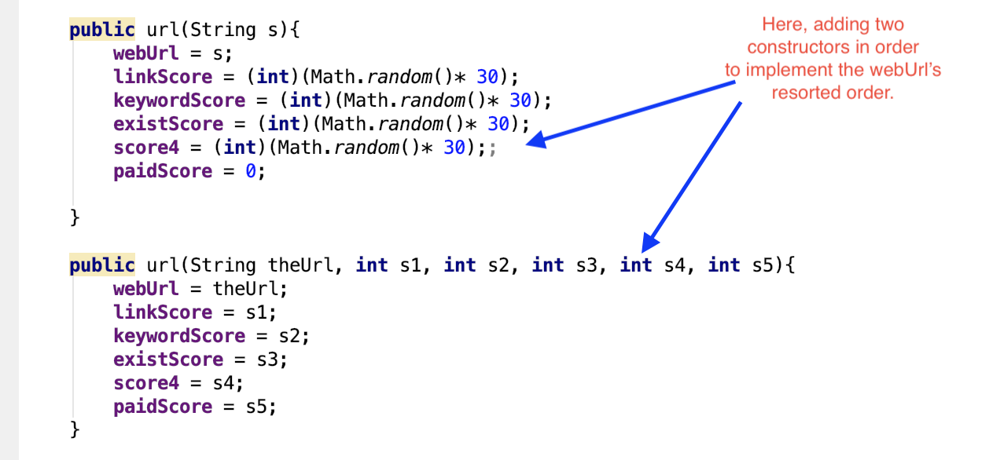 public url(String s){
webUrl = s;
linkScore = (int)(Math.random()* 30);
keywordScore = (int)(Math.random()* 30);
existScore = (int)(Math.random()* 30);
score4 = (int)(Math.random()* 30);;
paidScore = 0;
}
Here, adding two
constructors in order
to implement the webUrl's
resorted order.
public url(String theUrl, int s1, int s2, int s3, int s4, int s5){
webUrl = theUrl;
linkScore = s1;
keywordScore = s2;
existScore = s3;
score4 = s4;
paidScore = s5;
}